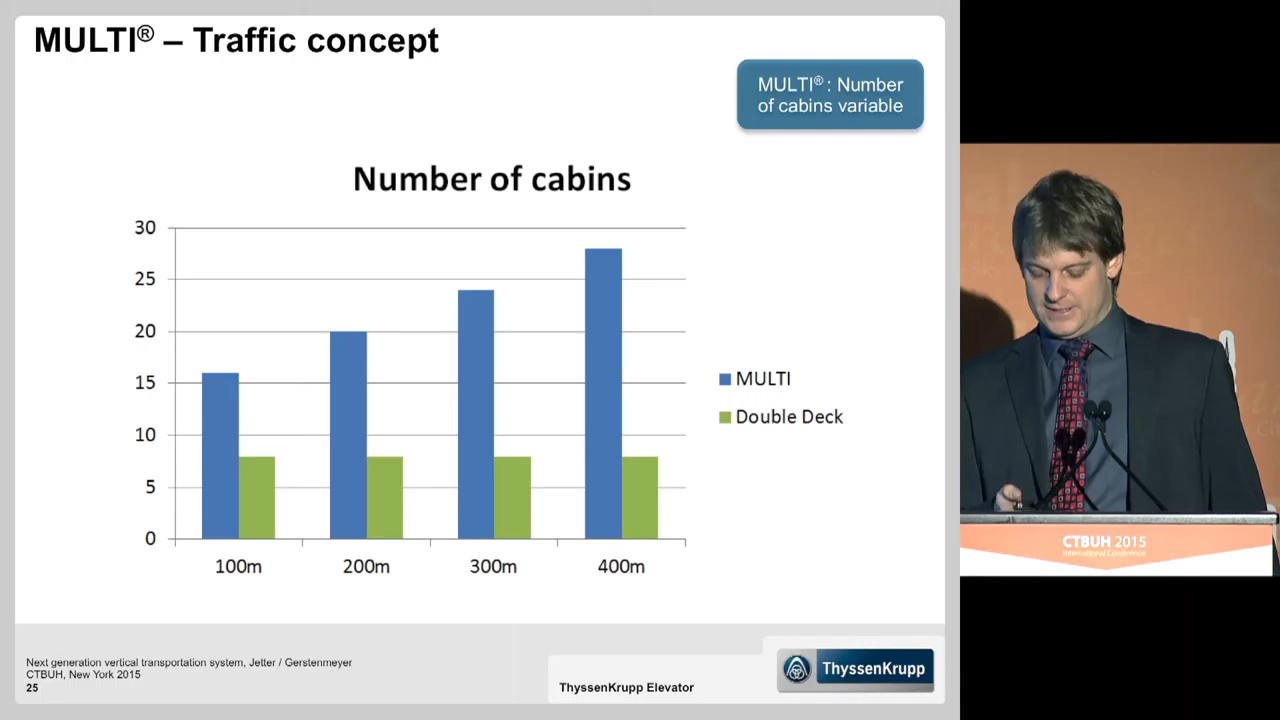 MULTI® – Traffic concept
MULTI® : Number
of cabins variable
Number of cabins
30
25
20
15
10
5
0
100m
200m
300m
400m
MULTI
Double Deck
Next generation vertical transportation system, Jetter / Gerstenmeyer
CTBUH, New York 2015
25
ThyssenKrupp Elevator
ThyssenKrupp
CTBUH 2015
International Conference